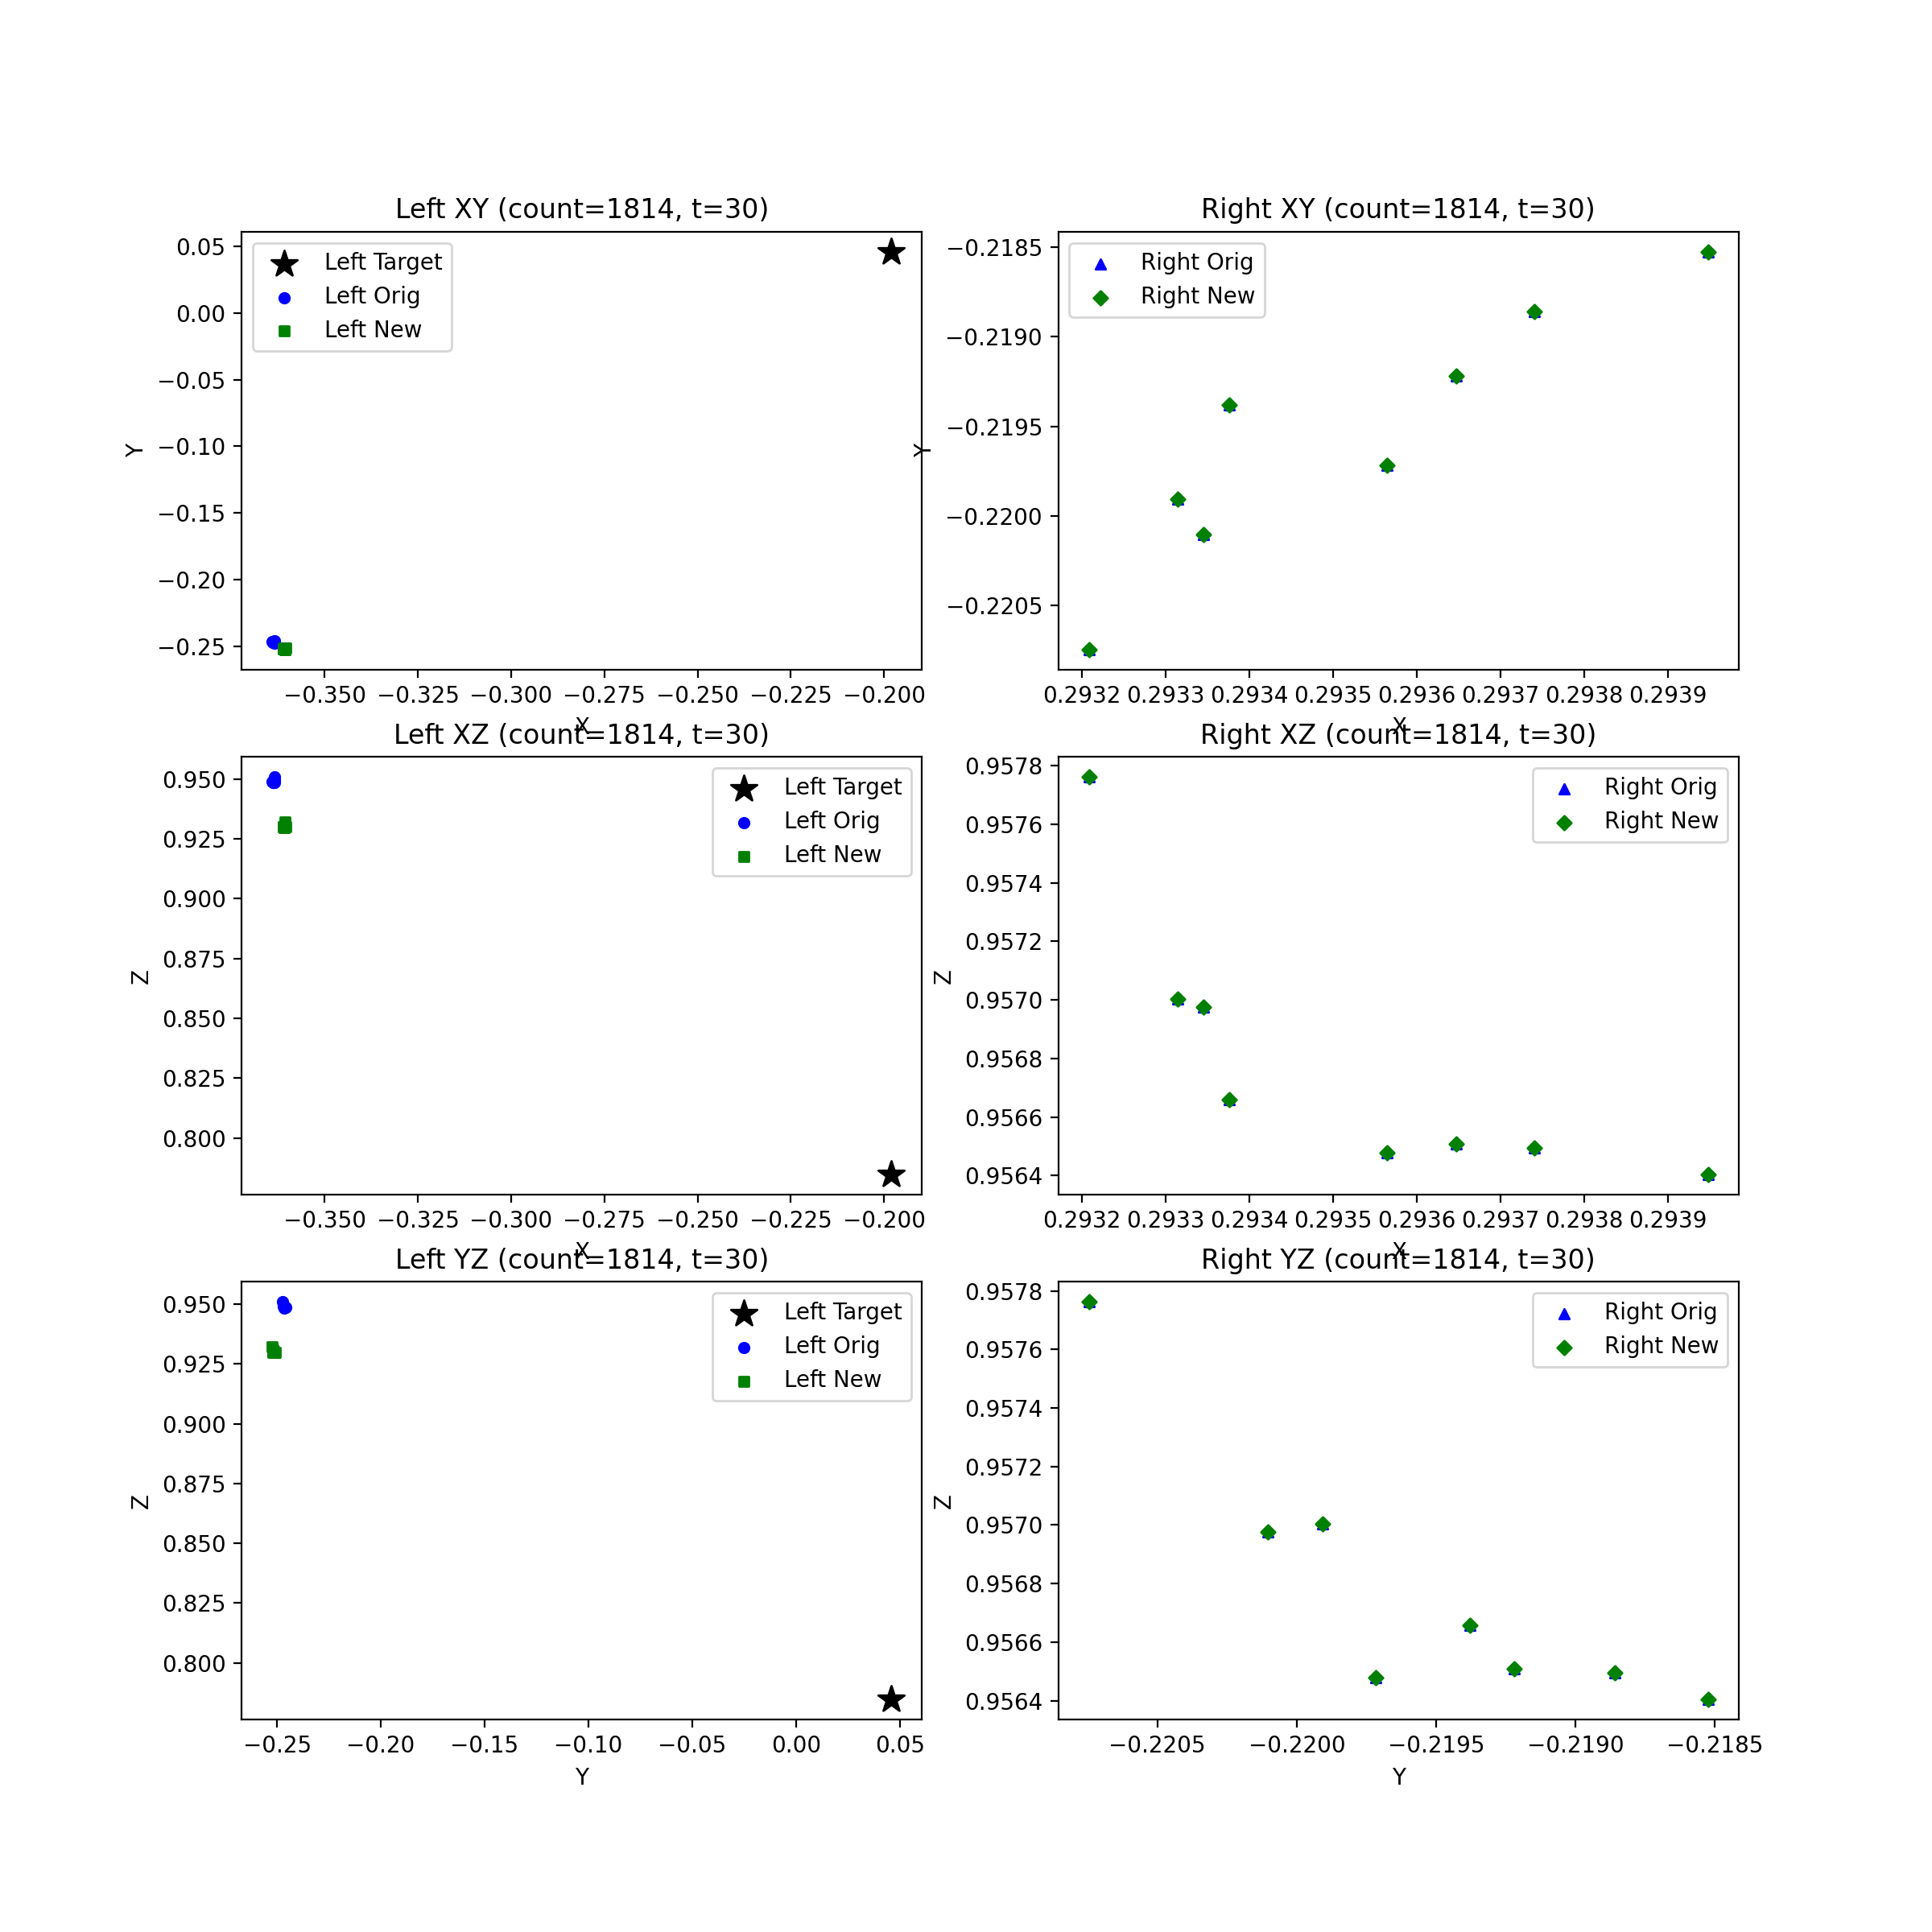 Left XY (count=1814, t=30)
Left Target
Left Orig
Left New
0.05
0.00
−0.05
−0.10
−0.15
−0.20
−0.25
Y
−0.350 −0.325 −0.300 −0.275 −0.250 −0.225 −0.200
X
Right XY (count=1814, t=30)
Right Orig
Right New
−0.2185
−0.2190
−0.2195
−0.2200
−0.2205
Y
0.2932 0.2933 0.2934 0.2935 0.2936 0.2937 0.2938 0.2939
X
Left XZ (count=1814, t=30)
Left Target
Left Orig
Left New
0.950
0.925
0.900
0.875
0.850
0.825
0.800
Z
−0.350 −0.325 −0.300 −0.275 −0.250 −0.225 −0.200
X
Right XZ (count=1814, t=30)
Right Orig
Right New
0.9578
0.9576
0.9574
0.9572
0.9570
0.9568
0.9566
0.9564
Z
0.2932 0.2933 0.2934 0.2935 0.2936 0.2937 0.2938 0.2939
X
Left YZ (count=1814, t=30)
Left Target
Left Orig
Left New
0.950
0.925
0.900
0.875
0.850
0.825
0.800
Z
−0.25 −0.20 −0.15 −0.10 −0.05 0.00 0.05
Y
Right YZ (count=1814, t=30)
Right Orig
Right New
0.9578
0.9576
0.9574
0.9572
0.9570
0.9568
0.9566
0.9564
Z
−0.2205 −0.2200 −0.2195 −0.2190 −0.2185
Y